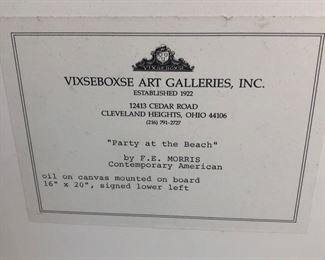 VIXSEBOXSE
VIXSEBOXSE ART GALLERIES, INC.
ESTABLISHED 1922
12413 CEDAR ROAD
CLEVELAND HEIGHTS, OHIO 44106
(216) 791-2727
"Party at the Beach"
by F.E. MORRIS
Contemporary American
oil on canvas mounted on board
16" x 20", signed lower left